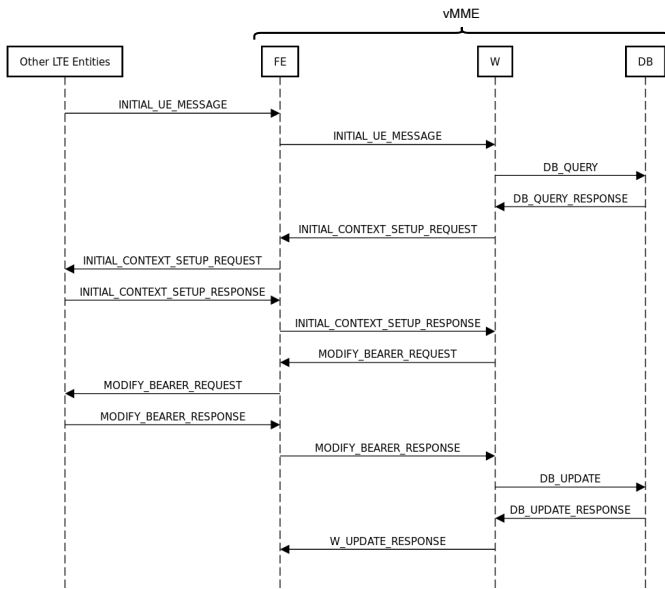 vMME
Other LTE Entities
FE
W
DB
INITIAL_UE_MESSAGE
INITIAL_UE_MESSAGE
DB_QUERY
DB_QUERY_RESPONSE
INITIAL_CONTEXT_SETUP_REQUEST
INITIAL_CONTEXT_SETUP_REQUEST
INITIAL_CONTEXT_SETUP_RESPONSE
INITIAL_CONTEXT_SETUP_RESPONSE
MODIFY_BEARER_REQUEST
MODIFY_BEARER_REQUEST
MODIFY_BEARER_RESPONSE
MODIFY_BEARER_RESPONSE
DB_UPDATE
DB_UPDATE_RESPONSE
W_UPDATE_RESPONSE